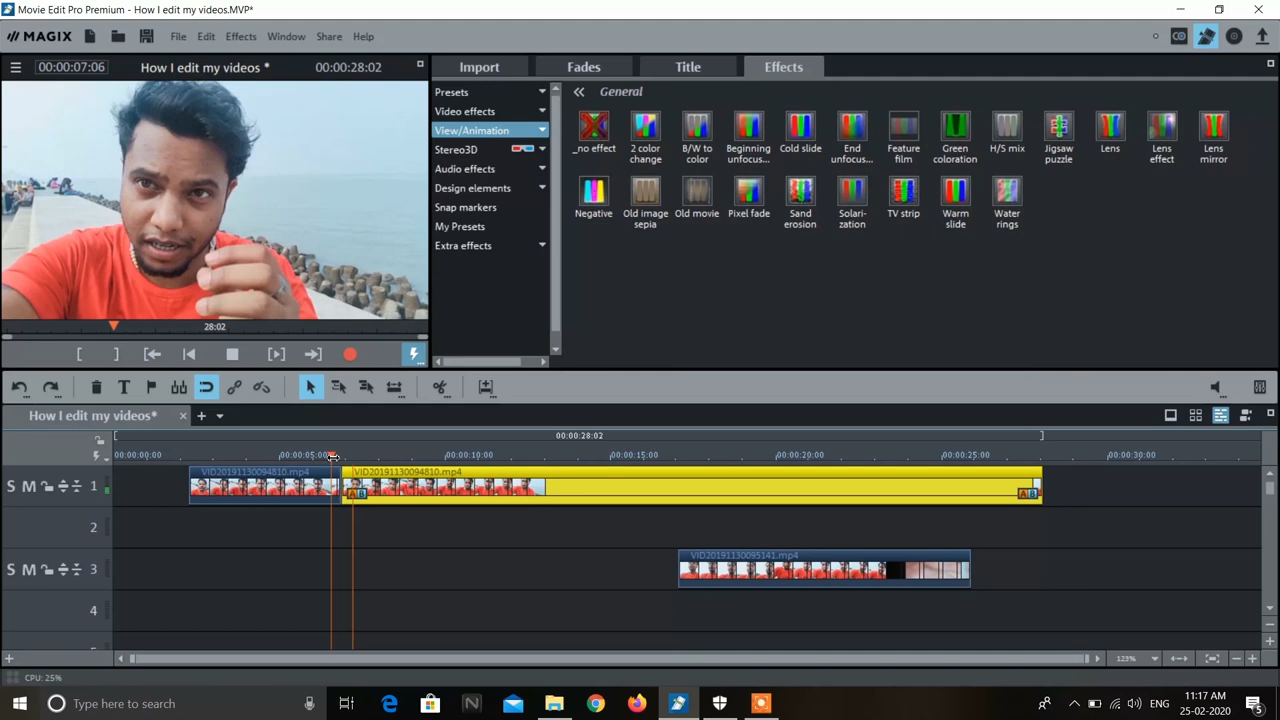 Movie Edit Pro Premium - How I edit my videos.MVP*
MAGIX File Edit Effects Window Share Help
00:00:07:06 How I edit my videos * 00:00:28:02
Import Fades Title Effects
Presets
Video effects
View/Animation
Stereo3D
Audio effects
Design elements
Snap markers
My Presets
Extra effects
General
_no effect
2 color change
B/W to color
Beginning unfocus...
Cold slide
End unfocus...
Feature film
Green coloration
H/S mix
Jigsaw puzzle
Lens
Lens effect
Lens mirror
Negative
Old image sepia
Old movie
Pixel fade
Sand erosion
Solari-zation
TV strip
Warm slide
Water rings
28:02
How I edit my videos*
00:00:28:02
00:00:00:00 00:00:05:00 00:00:10:00 00:00:15:00 00:00:20:00 00:00:25:00 00:00:30:00
VID20191130094810.mp4 VID20191130094810.mp4
S M 1
A B A B
2
VID20191130095141.mp4
S M 3
4
123%
CPU: 25%
Type here to search
ENG
11:17 AM
25-02-2020
5